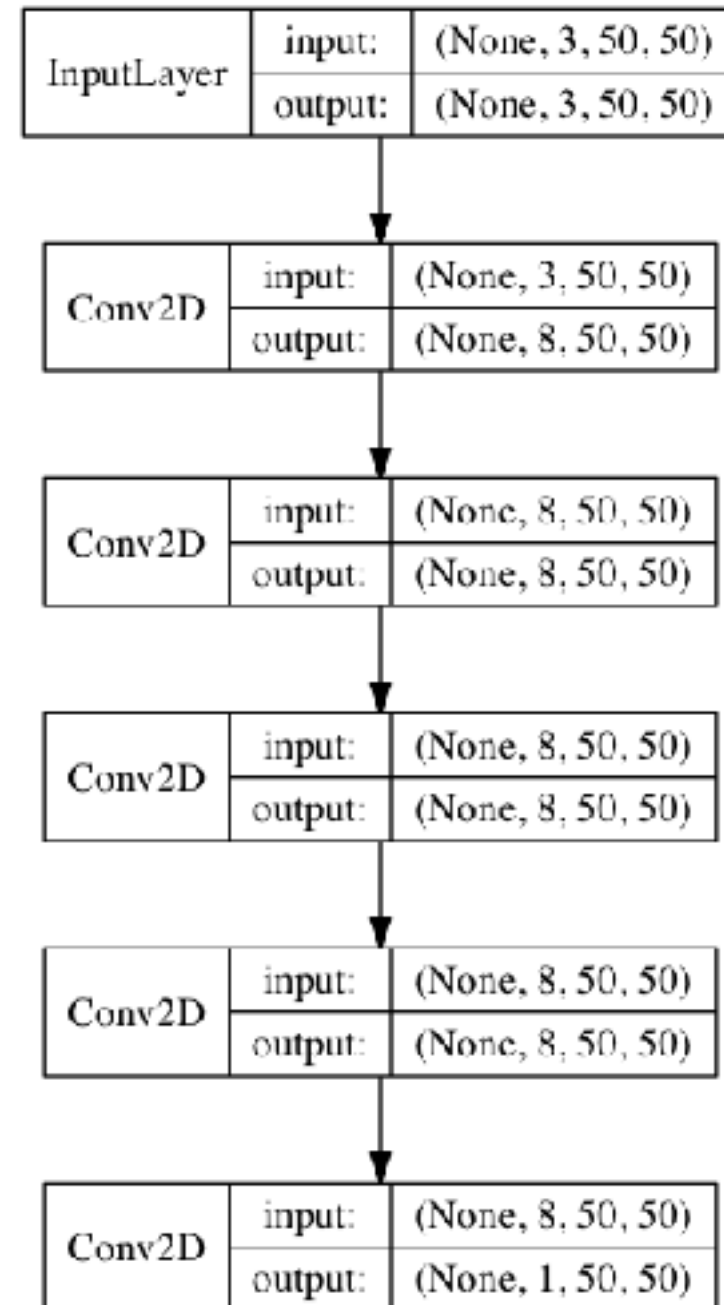 InputLayer
input: (None, 3, 50, 50)
output: (None, 3, 50, 50)
Conv2D
input: (None, 3, 50, 50)
output: (None, 8, 50, 50)
Conv2D
input: (None, 8, 50, 50)
output: (None, 8, 50, 50)
Conv2D
input: (None, 8, 50, 50)
output: (None, 8, 50, 50)
Conv2D
input: (None, 8, 50, 50)
output: (None, 8, 50, 50)
Conv2D
input: (None, 8, 50, 50)
output: (None, 1, 50, 50)